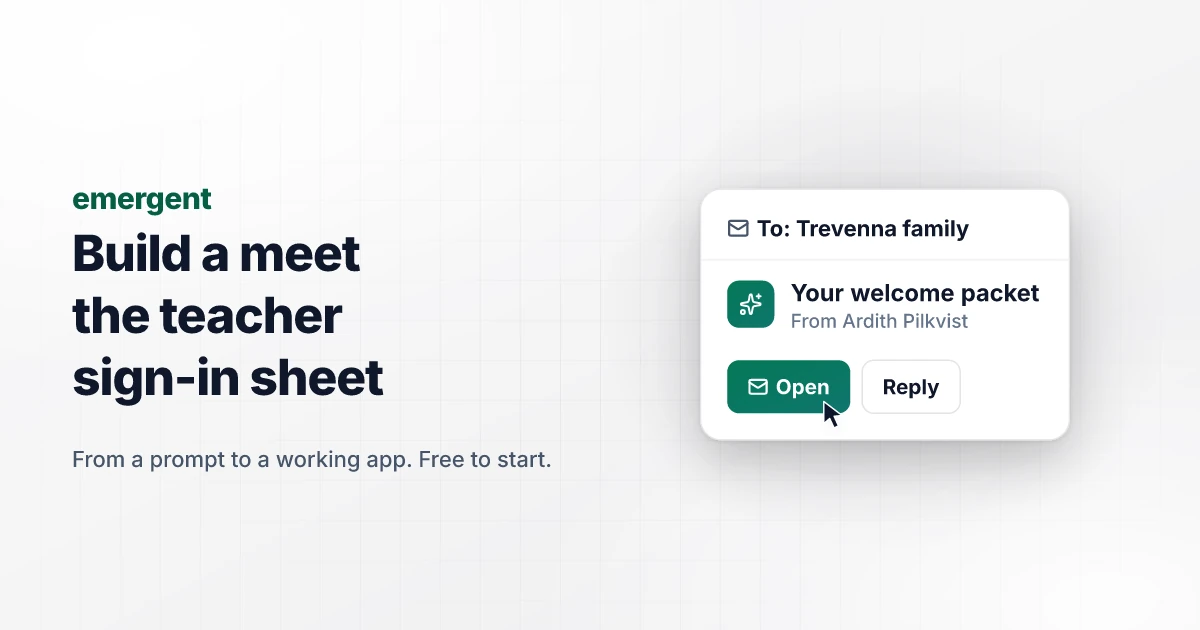 emergent
Build a meet
the teacher
sign-in sheet
From a prompt to a working app. Free to start.
To: Trevenna family
Your welcome packet
From Ardith Pilkvist
Open
Reply